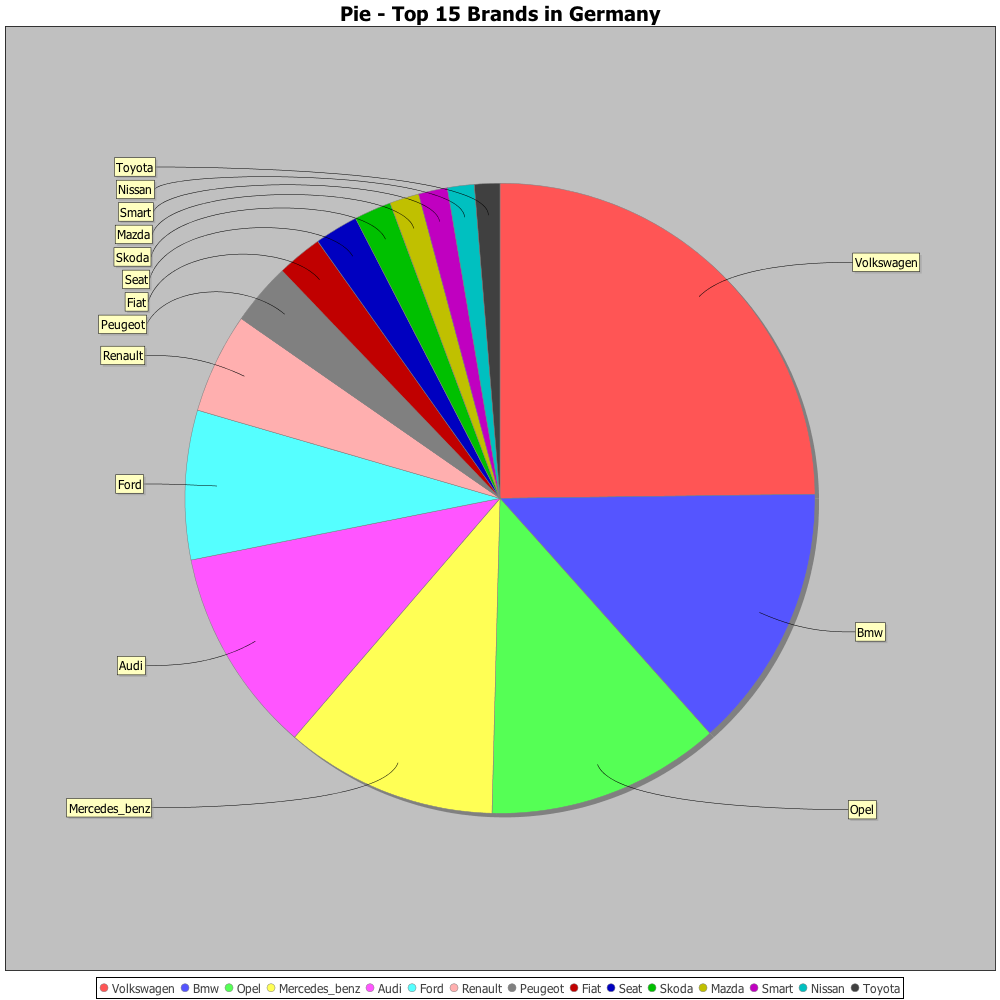 Pie - Top 15 Brands in Germany
Toyota
Nissan
Smart
Mazda
Skoda
Seat
Fiat
Peugeot
Renault
Ford
Audi
Mercedes_benz
Volkswagen
Bmw
Opel
Volkswagen Bmw Opel Mercedes_benz Audi Ford Renault Peugeot Fiat Seat Skoda Mazda Smart Nissan Toyota